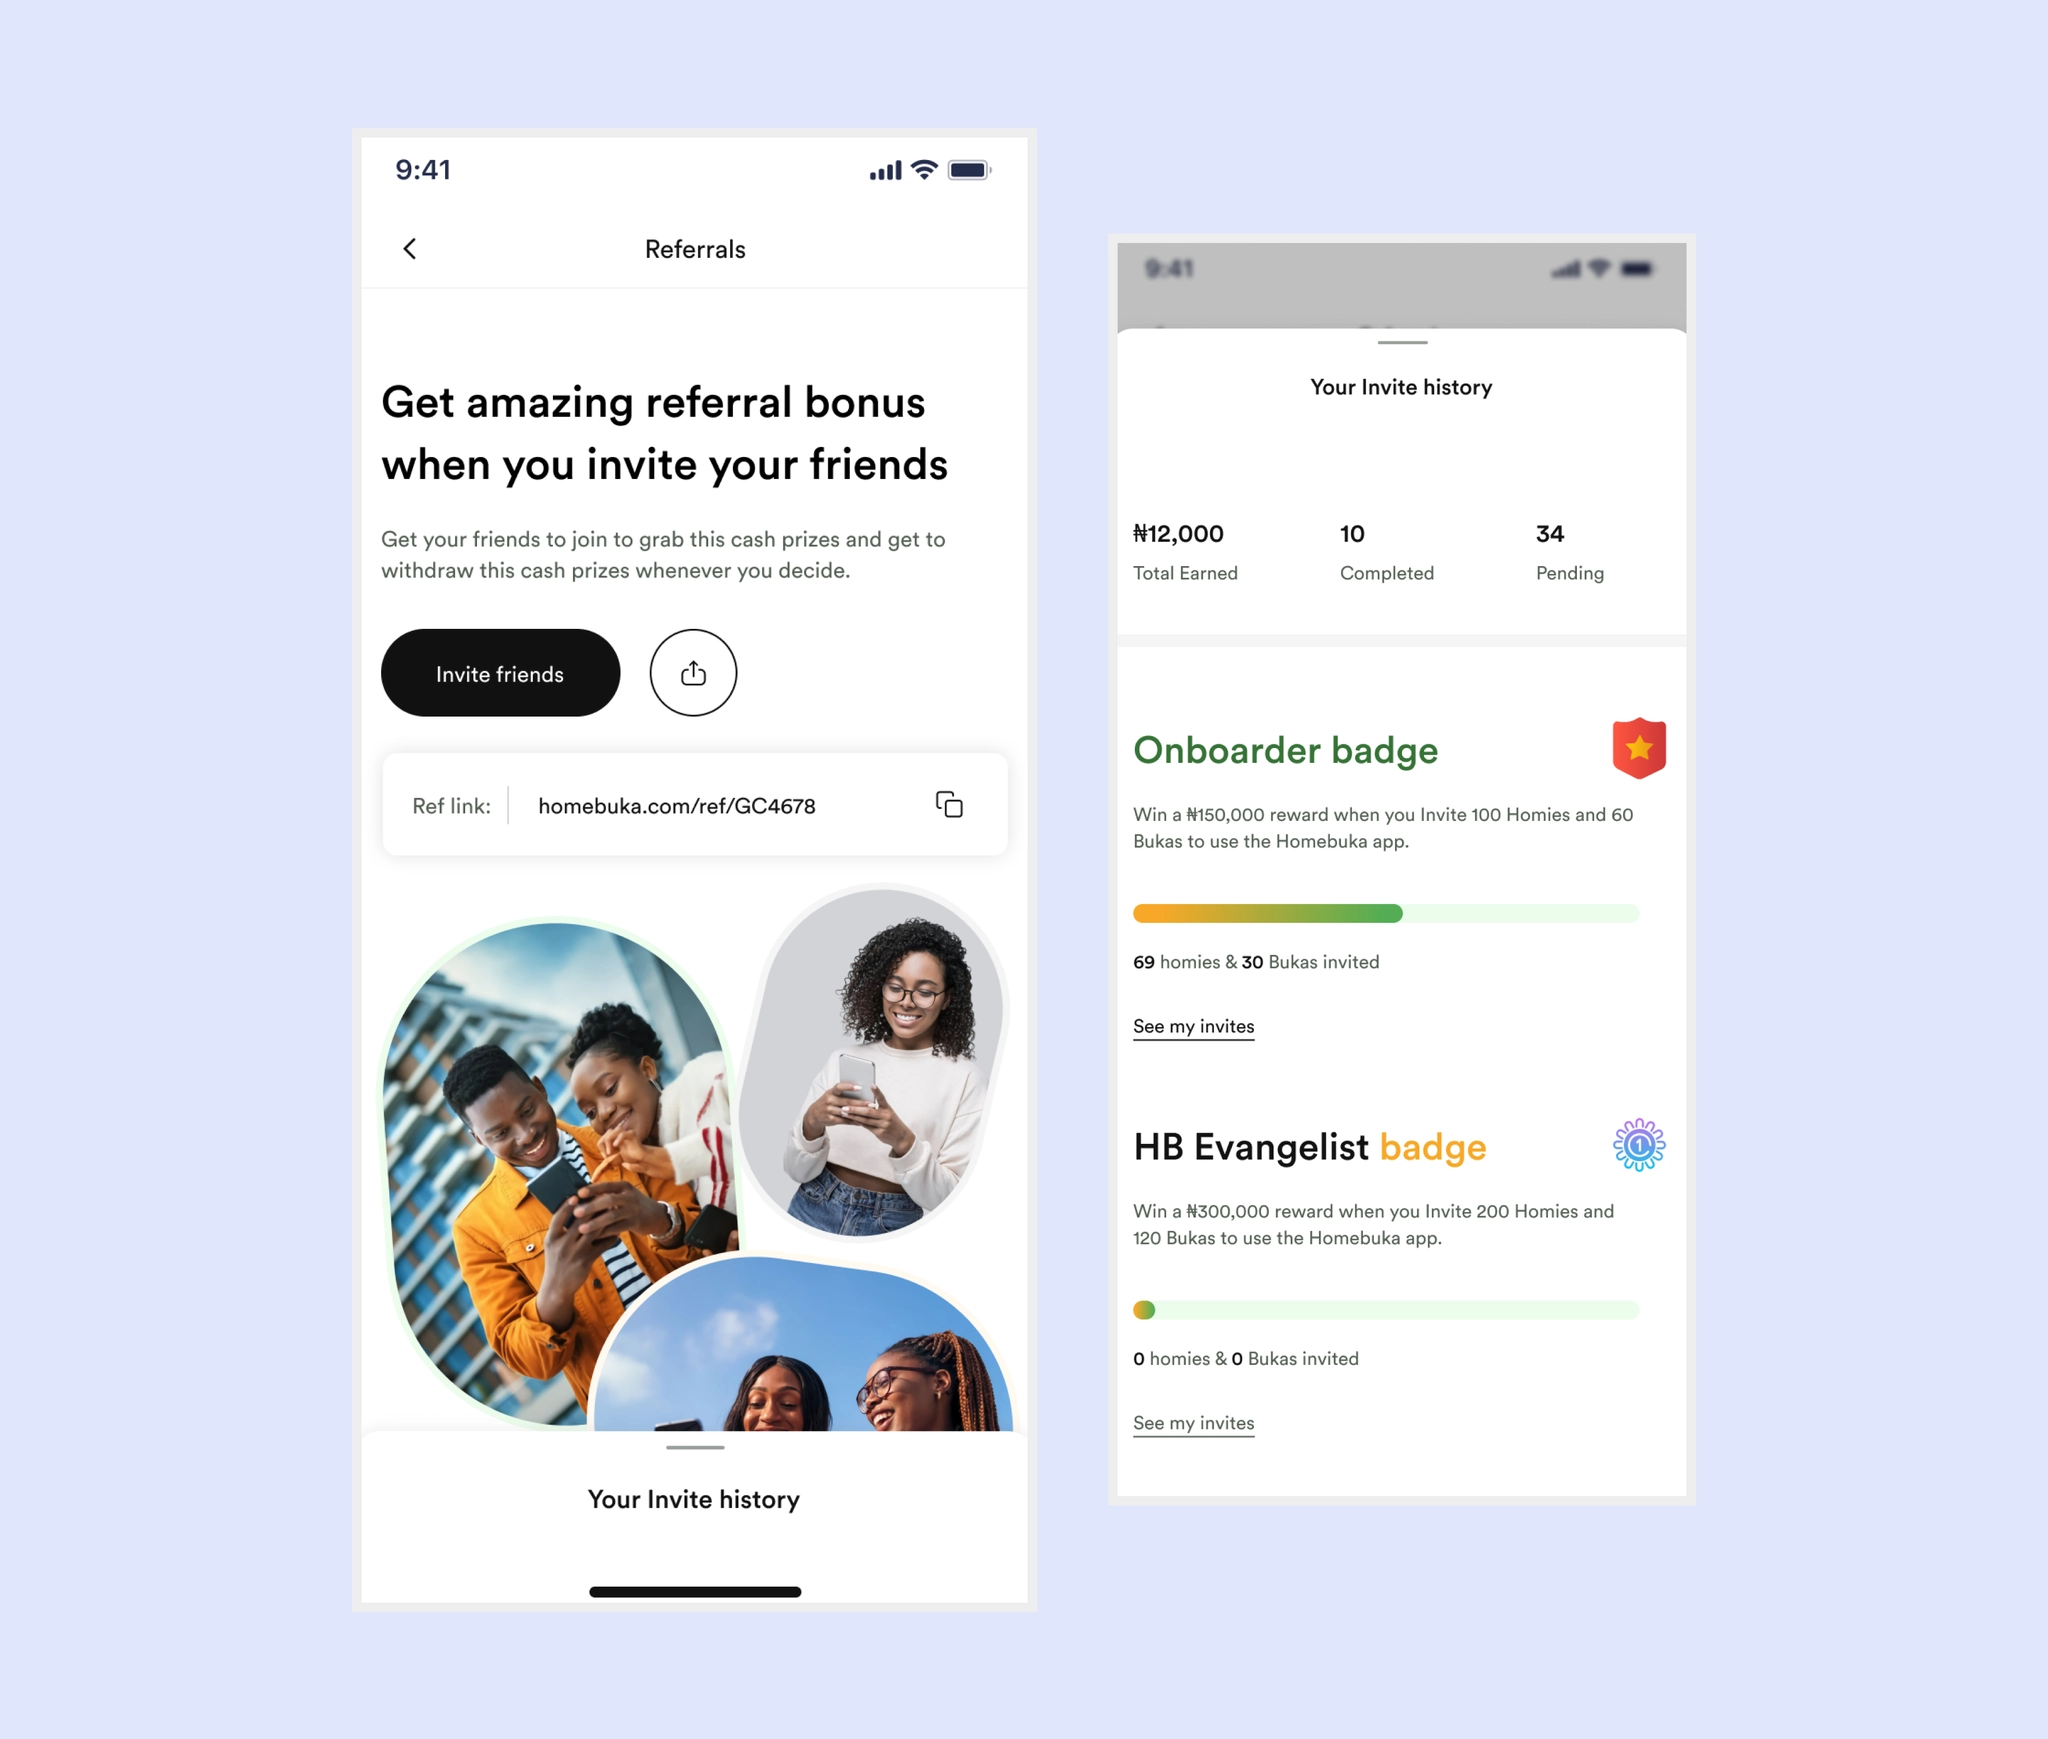 9:41
Referrals
Get amazing referral bonus
when you invite your friends
Get your friends to join to grab this cash prizes and get to
withdraw this cash prizes whenever you decide.
Invite friends
Ref link:
homebuka.com/ref/GC4678
Your Invite history
9:41
Your Invite history
₦12,000
Total Earned
10
Completed
34
Pending
Onboarder badge
Win a ₦150,000 reward when you Invite 100 Homies and 60
Bukas to use the Homebuka app.
69 homies & 30 Bukas invited
See my invites
HB Evangelist badge
1
Win a ₦300,000 reward when you Invite 200 Homies and
120 Bukas to use the Homebuka app.
0 homies & 0 Bukas invited
See my invites